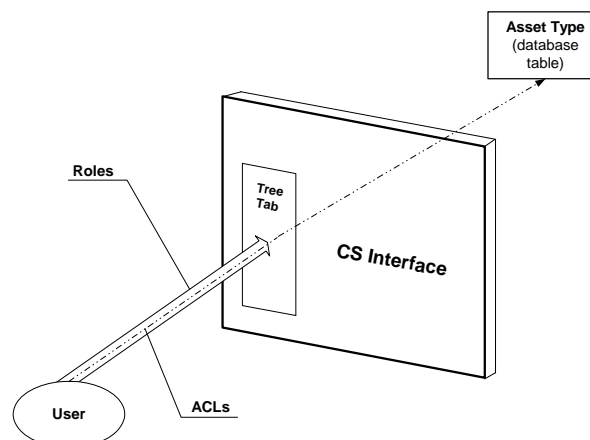 Asset Type
(database
table)
Roles
Tree
Tab
CS Interface
User
ACLs